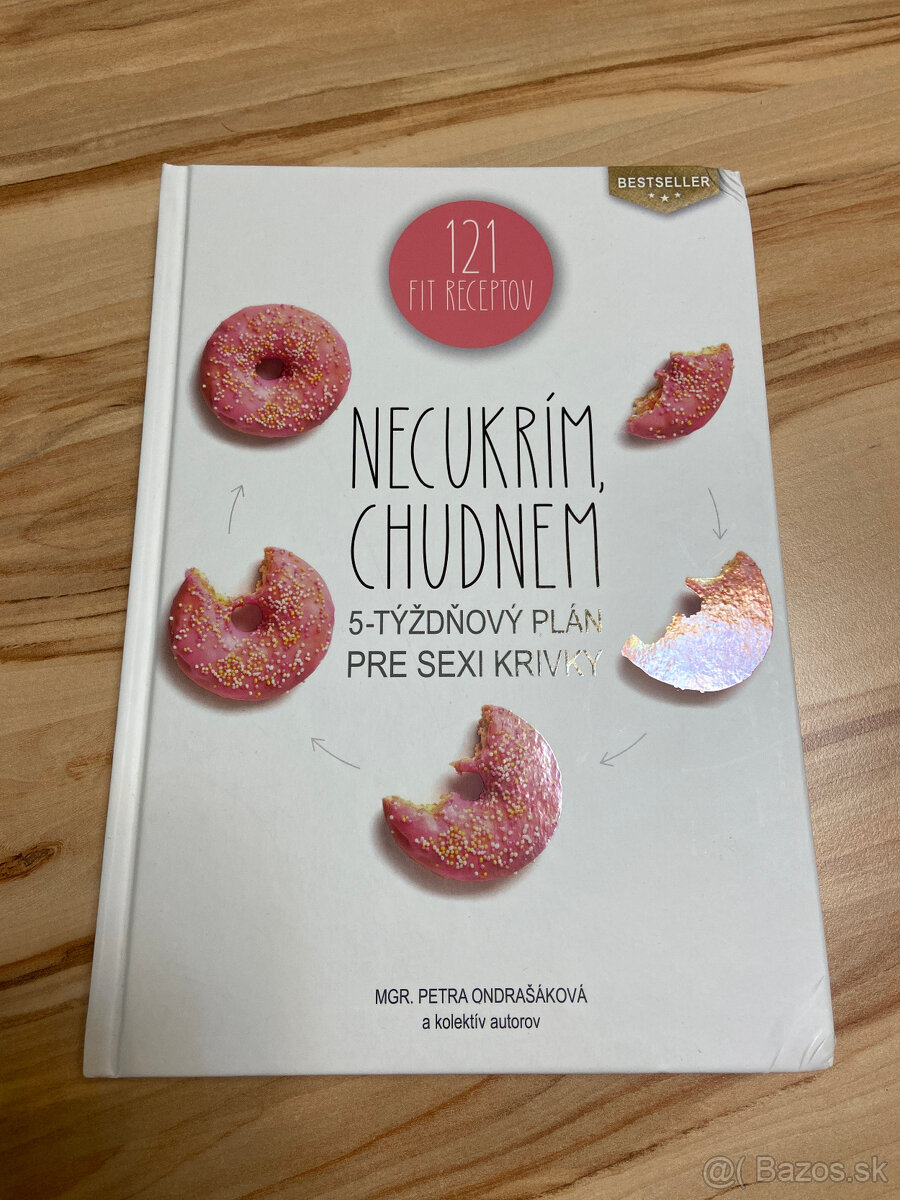 BESTSELLER
121
FIT RECEPTOV
NECUKRÍM,
CHUDNEM
5-TÝŽDŇOVÝ PLÁN
PRE SEXI KRIVKY
MGR. PETRA ONDRAŠÁKOVÁ
a kolektív autorov
@( Bazos.sk